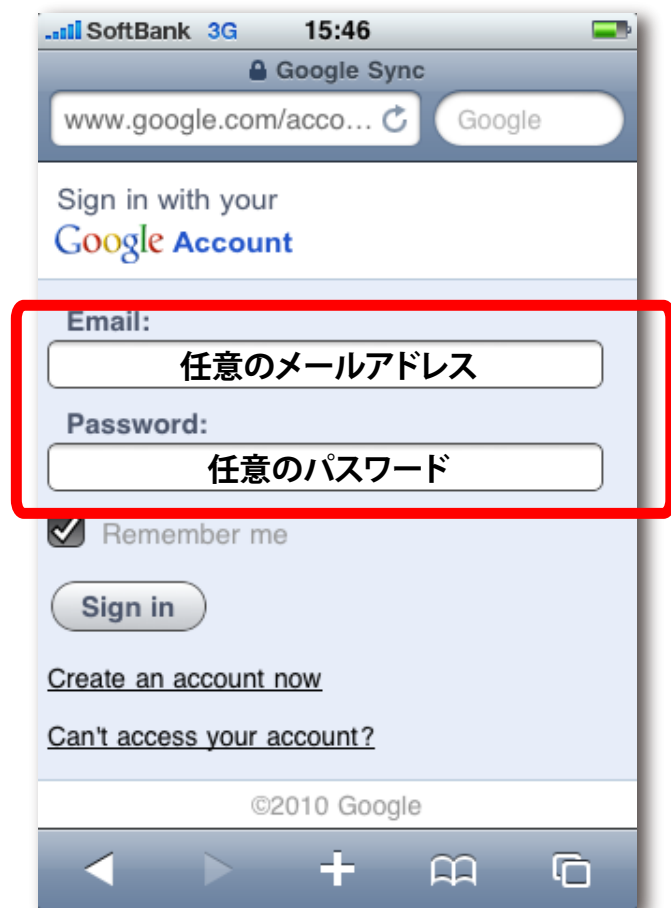 SoftBank 3G 15:46
Google Sync
www.google.com/acco... Google
Sign in with your
Google Account
Email:
任意のメールアドレス
Password:
任意のパスワード
Remember me
Sign in
Create an account now
Can't access your account?
©2010 Google